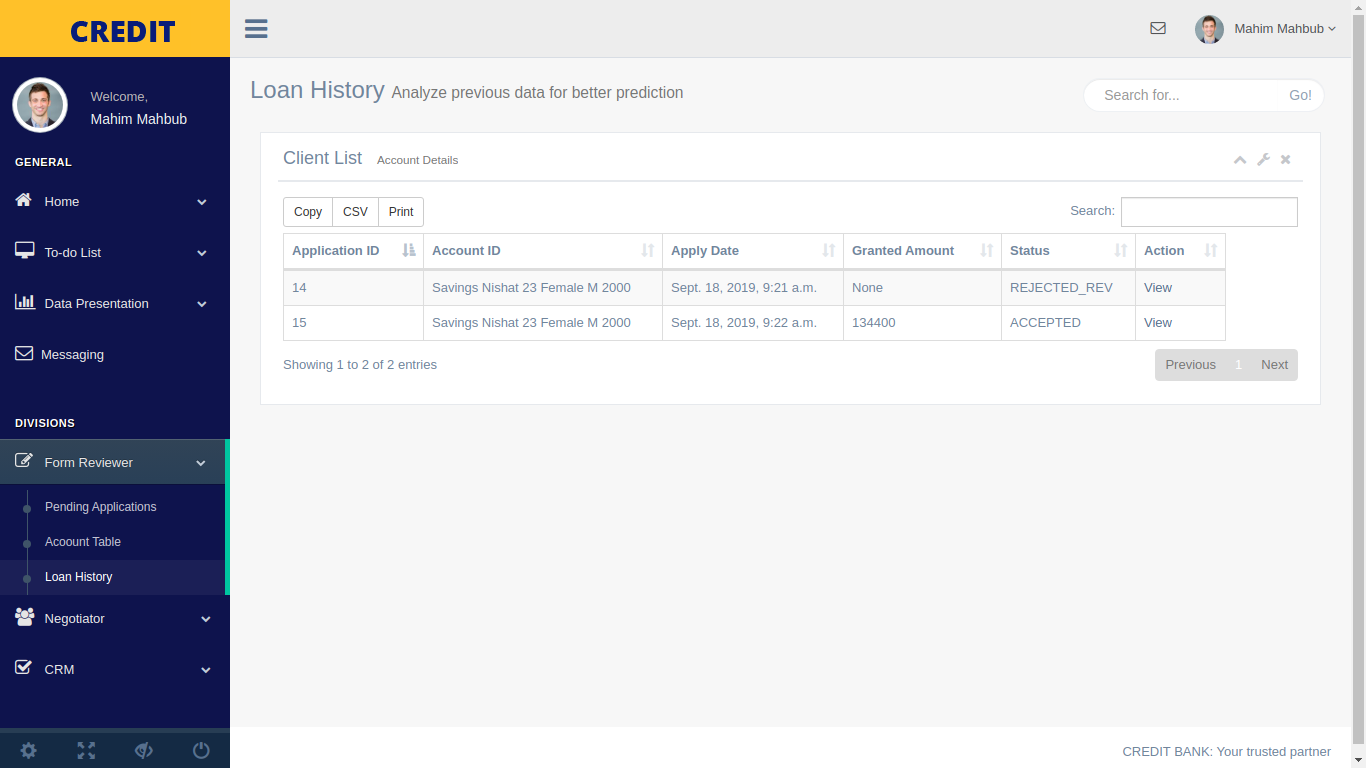 CREDIT
Mahim Mahbub
Welcome,
Mahim Mahbub
GENERAL
Home
To-do List
Data Presentation
Messaging
DIVISIONS
Form Reviewer
Pending Applications
Acoount Table
Loan History
Negotiator
CRM
Loan History Analyze previous data for better prediction
Search for... Go!
Client List Account Details
Copy CSV Print
Search:
Application ID Account ID Apply Date Granted Amount Status Action
14 Savings Nishat 23 Female M 2000 Sept. 18, 2019, 9:21 a.m. None REJECTED_REV View
15 Savings Nishat 23 Female M 2000 Sept. 18, 2019, 9:22 a.m. 134400 ACCEPTED View
Showing 1 to 2 of 2 entries
Previous 1 Next
CREDIT BANK: Your trusted partner